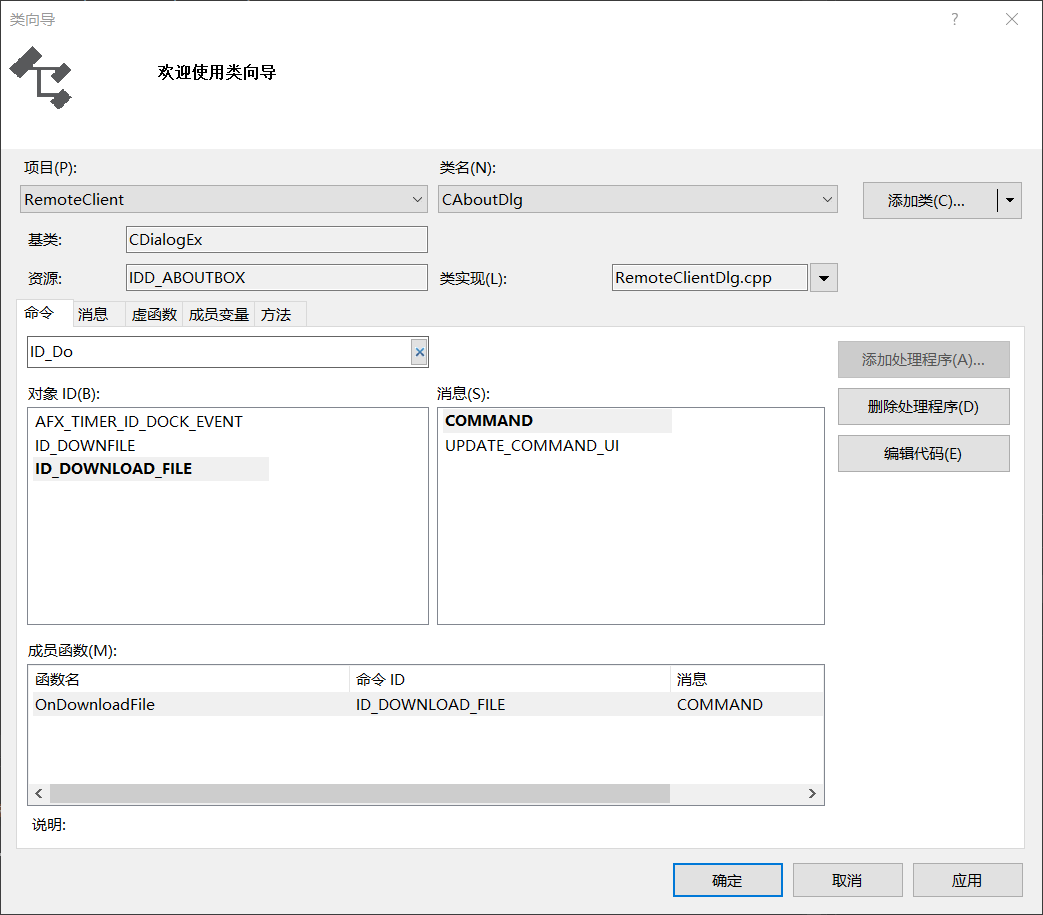 类向导
?
欢迎使用类向导
项目(P):
类名(N):
RemoteClient
CAboutDlg
添加类(C)...
基类:
CDialogEx
资源:
IDD_ABOUTBOX
类实现(L):
RemoteClientDlg.cpp
命令 消息 虚函数 成员变量 方法
ID_Do
添加处理程序(A)...
对象 ID(B):
消息(S):
删除处理程序(D)
编辑代码(E)
AFX_TIMER_ID_DOCK_EVENT
ID_DOWNFILE
ID_DOWNLOAD_FILE
COMMAND
UPDATE_COMMAND_UI
成员函数(M):
函数名 命令 ID 消息
OnDownloadFile ID_DOWNLOAD_FILE COMMAND
说明:
确定
取消
应用